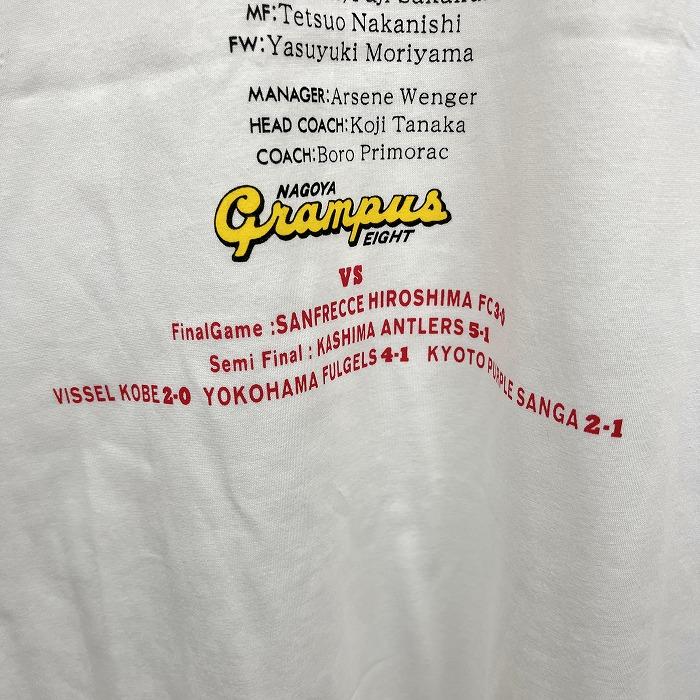 MF:Tetsuo Nakanishi
FW:Yasuyuki Moriyama
MANAGER:Arsene Wenger
HEAD COACH:Koji Tanaka
COACH:Boro Primorac
NAGOYA
Grampus
EIGHT
VS
FinalGame :SANFRECCE HIROSHIMA FC 3-0
Semi Final : KASHIMA ANTLERS 5-1
VISSEL KOBE 2-0 YOKOHAMA FULGELS 4-1 KYOTO PURPLE SANGA 2-1